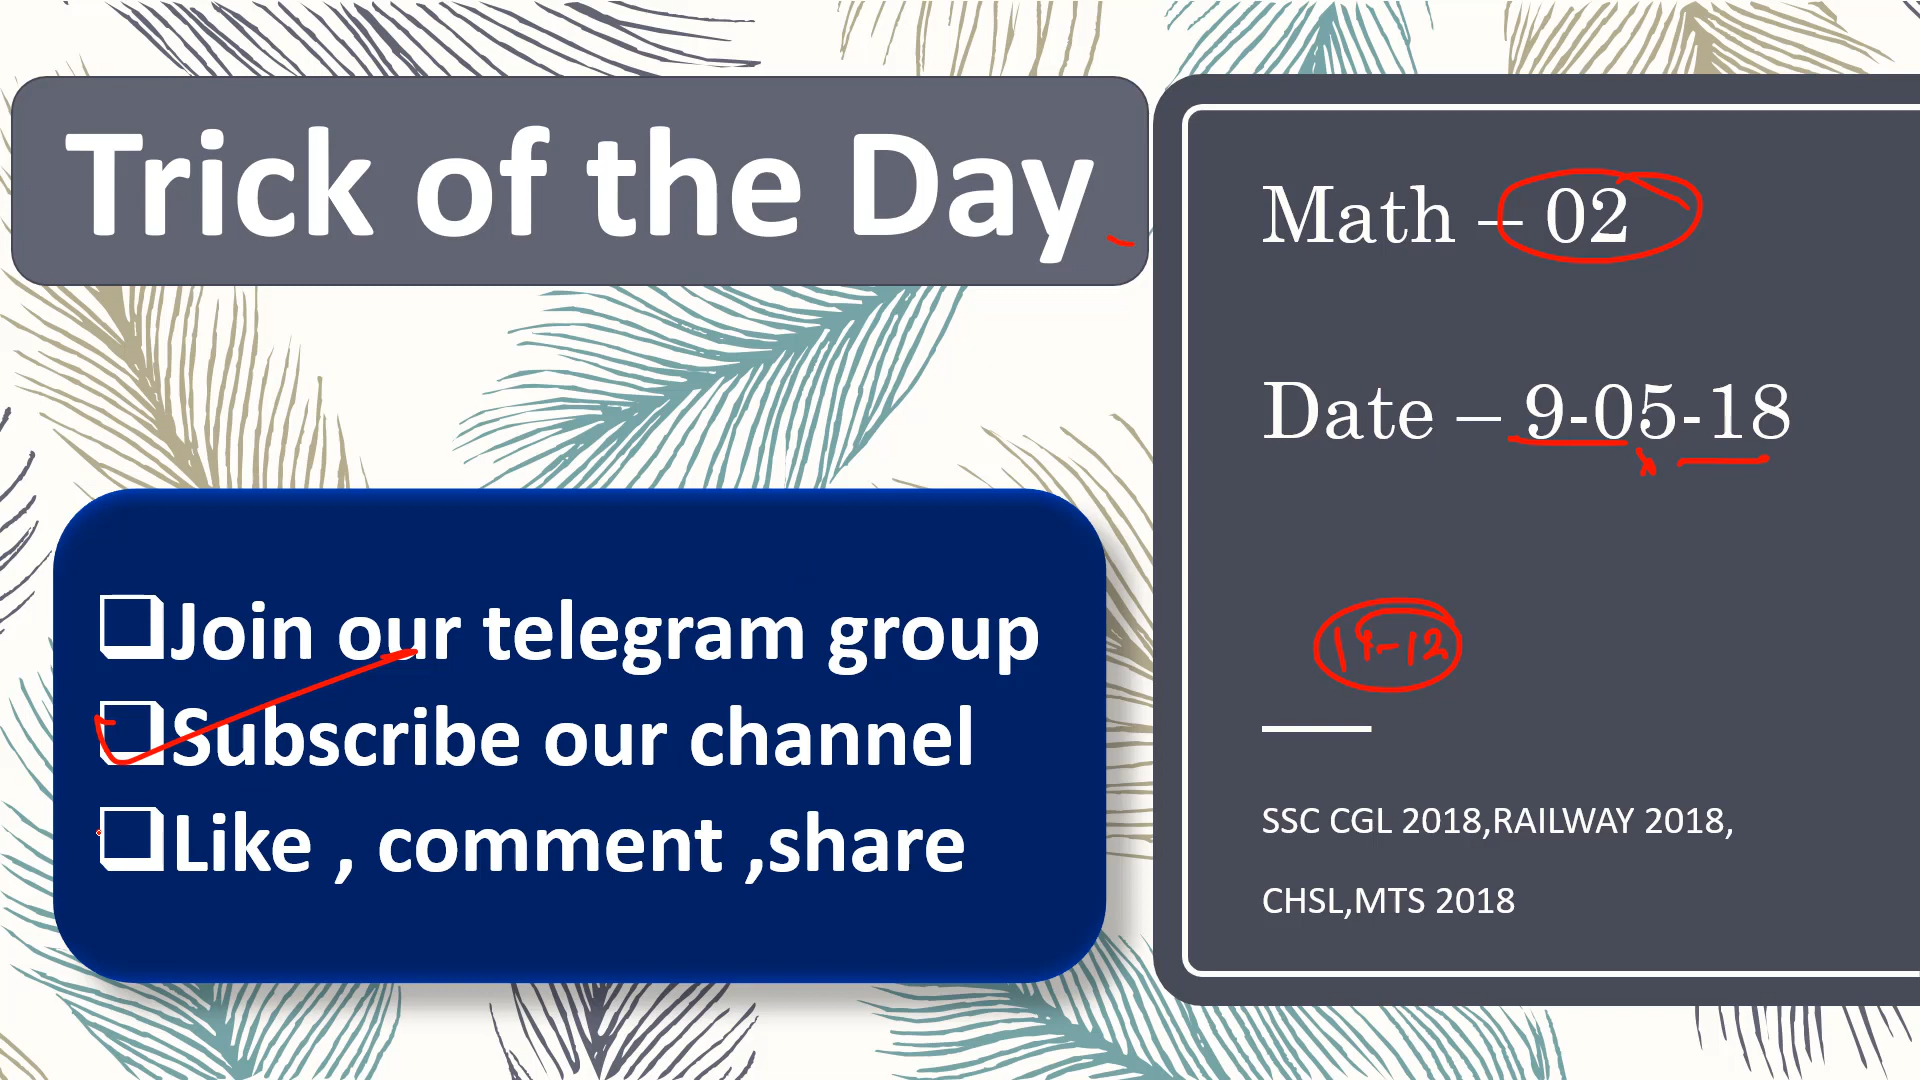 Trick of the Day
Math – 02
Date – 9-05-18
❑Join our telegram group
❑Subscribe our channel
❑Like , comment ,share
SSC CGL 2018,RAILWAY 2018,
CHSL,MTS 2018